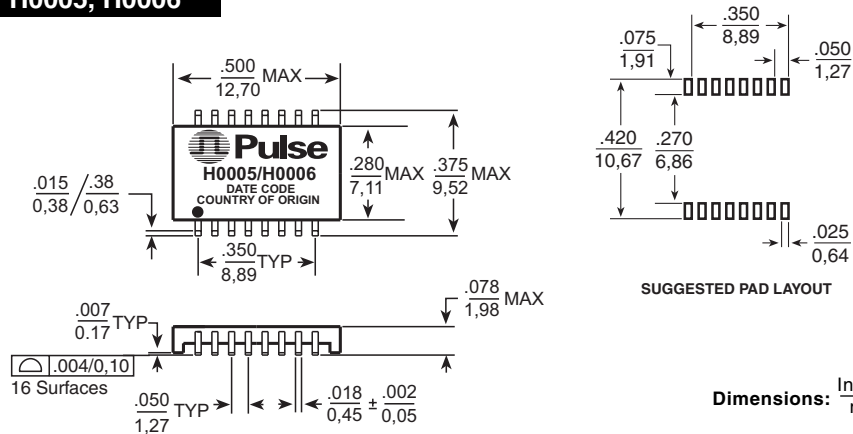 H0005, H0006
.500
12,70
MAX
Pulse
H0005/H0006
DATE CODE
COUNTRY OF ORIGIN
.280
7,11
MAX
.375
9,52
MAX
.015
0,38
/
.38
0,63
.350
8,89
TYP
.007
0.17
TYP
.078
1,98
MAX
.004/0,10
16 Surfaces
.050
1,27
TYP
.018
0,45
±
.002
0,05
.350
8,89
.075
1,91
.050
1,27
.420
10,67
.270
6,86
.025
0,64
SUGGESTED PAD LAYOUT
Dimensions: